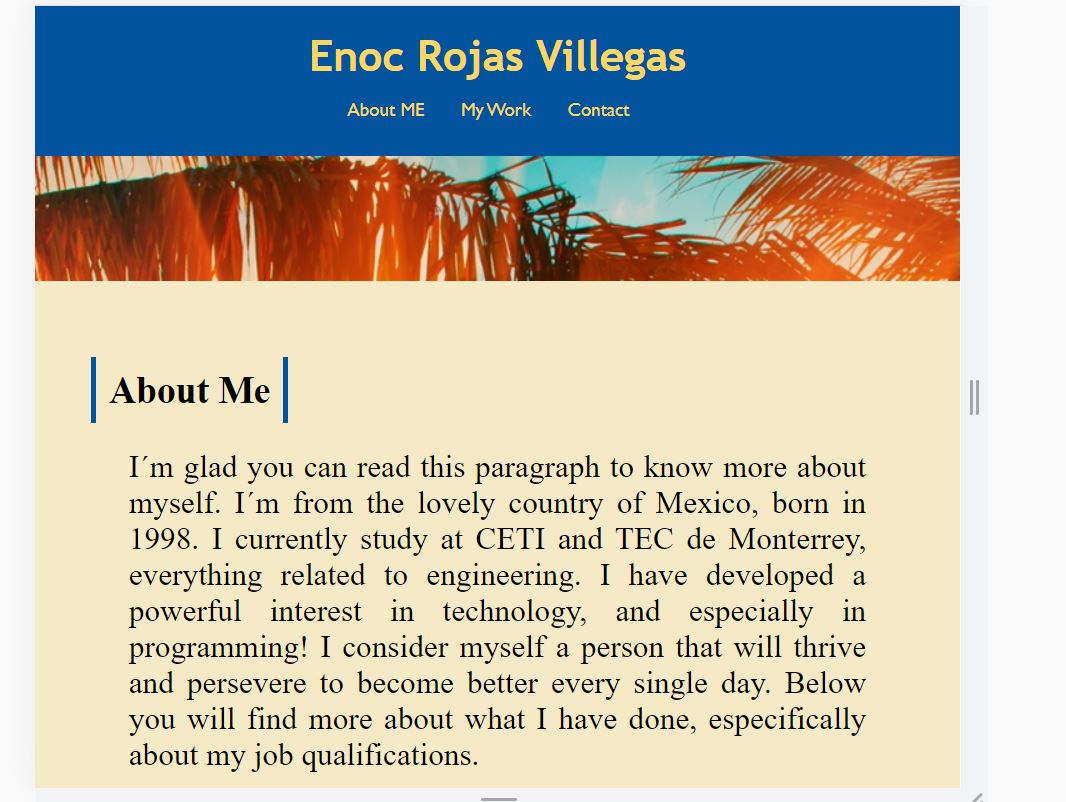 Enoc Rojas Villegas
About ME My Work Contact
About Me
I´m glad you can read this paragraph to know more about
myself. I´m from the lovely country of Mexico, born in
1998. I currently study at CETI and TEC de Monterrey,
everything related to engineering. I have developed a
powerful interest in technology, and especially in
programming! I consider myself a person that will thrive
and persevere to become better every single day. Below
you will find more about what I have done, especifically
about my job qualifications.